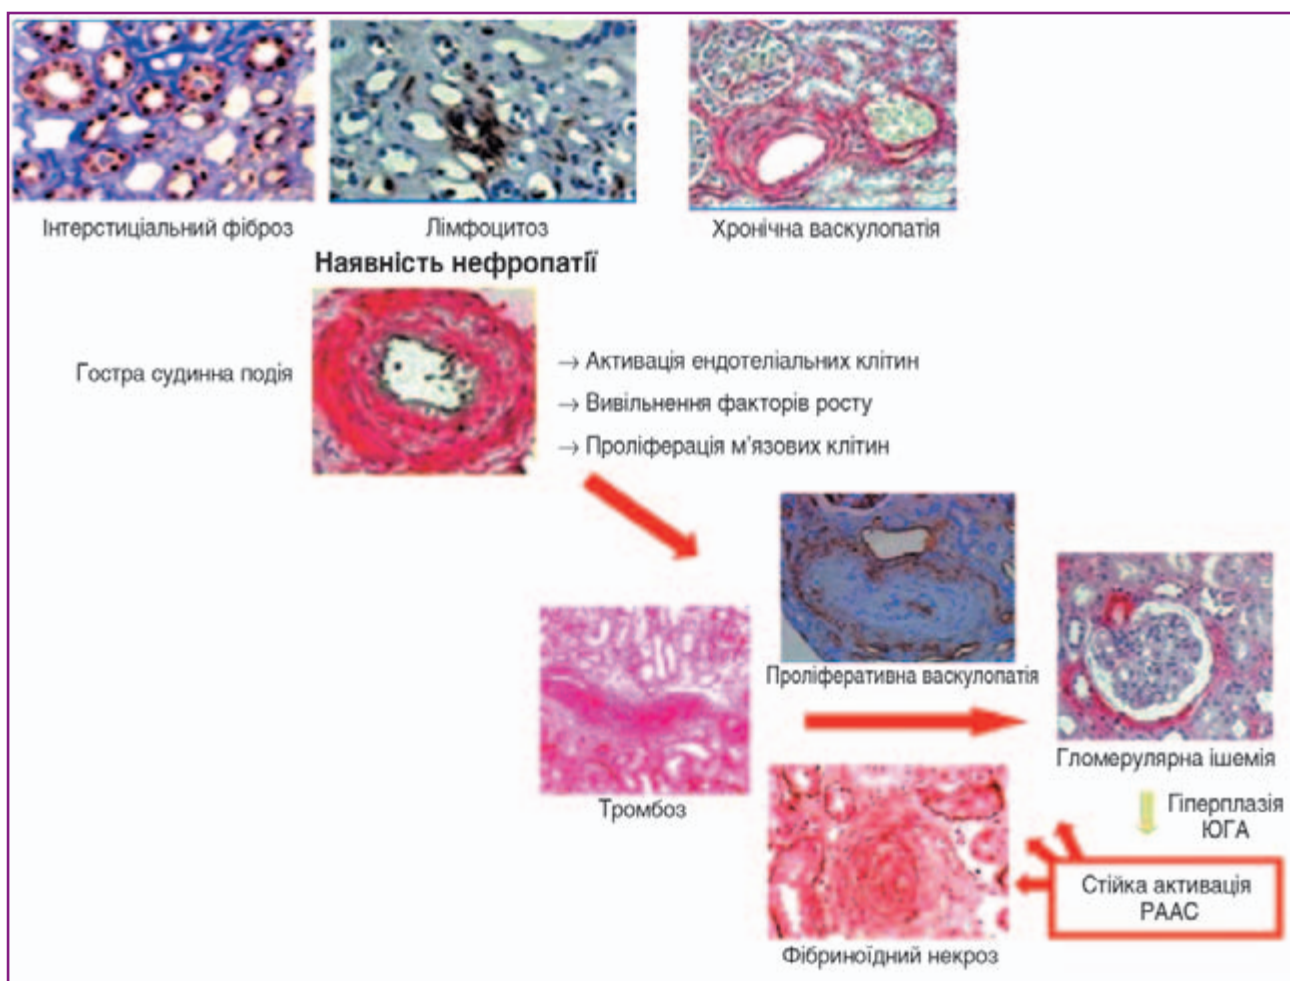 Інтерстиціальний фіброз
Лімфоцитоз
Хронічна васкулопатія
Наявність нефропатії
Гостра судинна подія
→ Активація ендотеліальних клітин
→ Вивільнення факторів росту
→ Проліферація м'язових клітин
Проліферативна васкулопатія
Тромбоз
Гломерулярна ішемія
Гіперплазія
ЮГА
Стійка активація
РААС
Фібриноїдний некроз